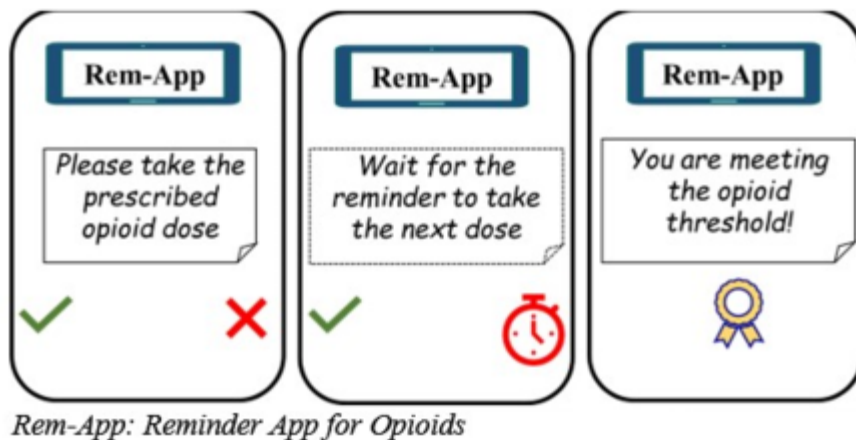 Rem-App
Please take the
prescribed
opioid dose
Rem-App
Wait for the
reminder to take
the next dose
Rem-App
You are meeting
the opioid
threshold!
Rem-App: Reminder App for Opioids